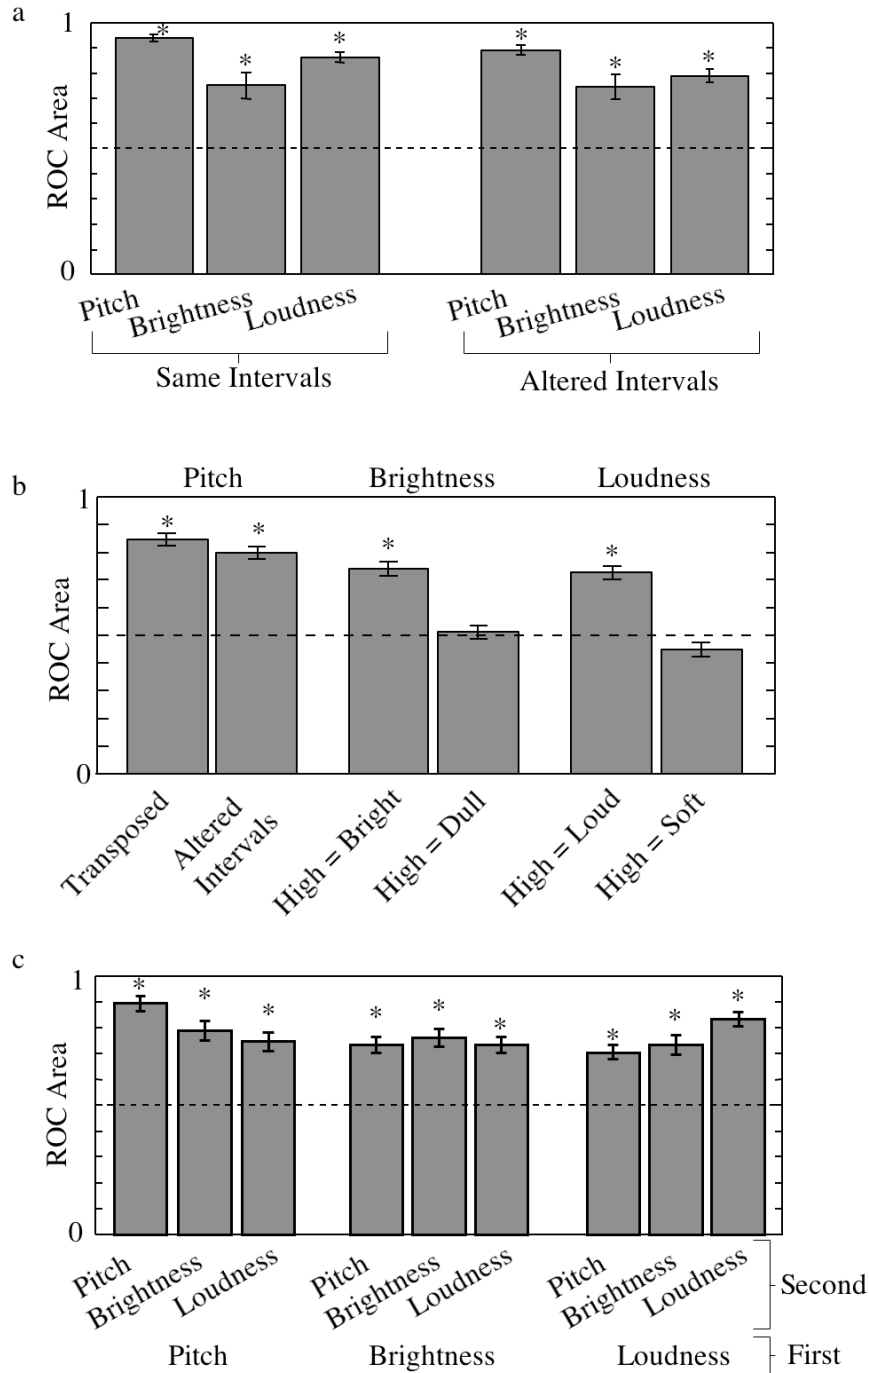 a
1
ROC Area
0
* * * * * *
Pitch Brightness Loudness Pitch Brightness Loudness
Same Intervals Altered Intervals
b
Pitch Brightness Loudness
1
ROC Area
0
* * * *
Transposed
Altered
Intervals
High = Bright
High = Dull
High = Loud
High = Soft
c
1
ROC Area
0
* * * * * * * * *
Pitch Brightness Loudness Pitch Brightness Loudness Pitch Brightness Loudness Second
Pitch Brightness Loudness First